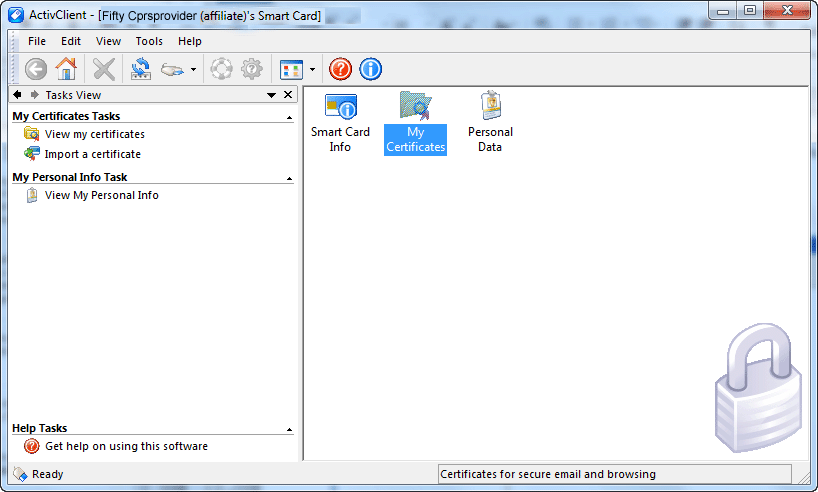 ActivClient - [Fifty Cprsprovider (affiliate)'s Smart Card]
File Edit View Tools Help
Tasks View
My Certificates Tasks
View my certificates
Import a certificate
My Personal Info Task
View My Personal Info
Smart Card
Info
My
Certificates
Personal
Data
Help Tasks
Get help on using this software
Ready
Certificates for secure email and browsing